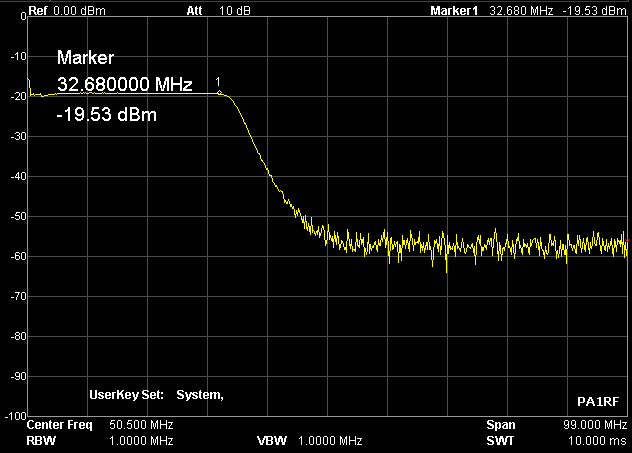 Ref 0.00 dBm Att 10 dB Marker1 32.680 MHz -19.53 dBm
0
-10
Marker
32.680000 MHz
1
-20
-19.53 dBm
-30
-40
-50
-60
-70
-80
-90
UserKey Set: System,
PA1RF
-100
Center Freq 50.500 MHz Span 99.000 MHz
RBW 1.0000 MHz VBW 1.0000 MHz SWT 10.000 ms